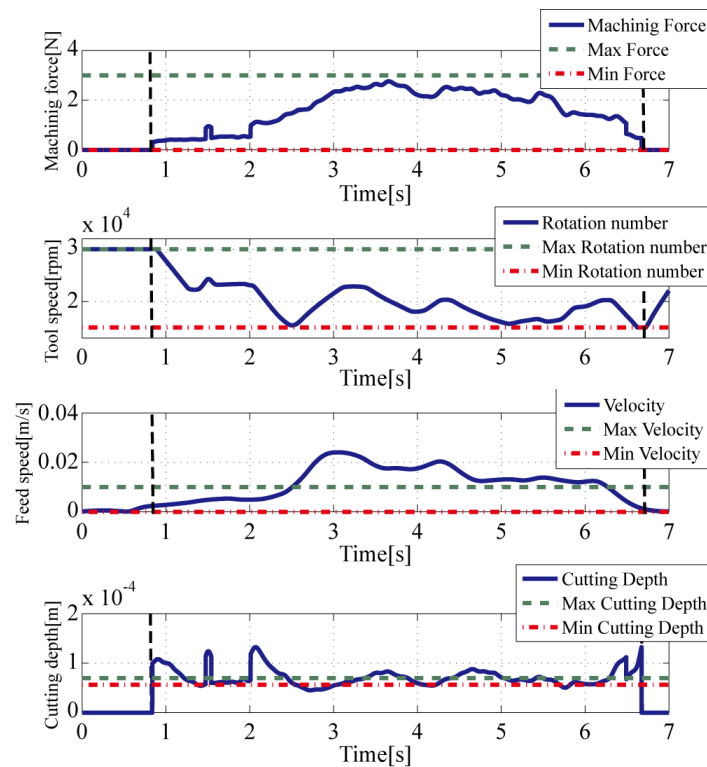 Machinig Force
Max Force
Min Force
Machinig force[N]
4
2
0
0 1 2 3 4 5 6 7
Time[s]
x 10^4
Rotation number
Max Rotation number
Min Rotation number
Tool speed[rpm]
3
2
0 1 2 3 4 5 6 7
Time[s]
Velocity
Max Velocity
Min Velocity
Feed speed[m/s]
0.04
0.02
0
0 1 2 3 4 5 6 7
Time[s]
x 10^-4
Cutting Depth
Max Cutting Depth
Min Cutting Depth
Cutting depth[m]
2
1
0
0 1 2 3 4 5 6 7
Time[s]